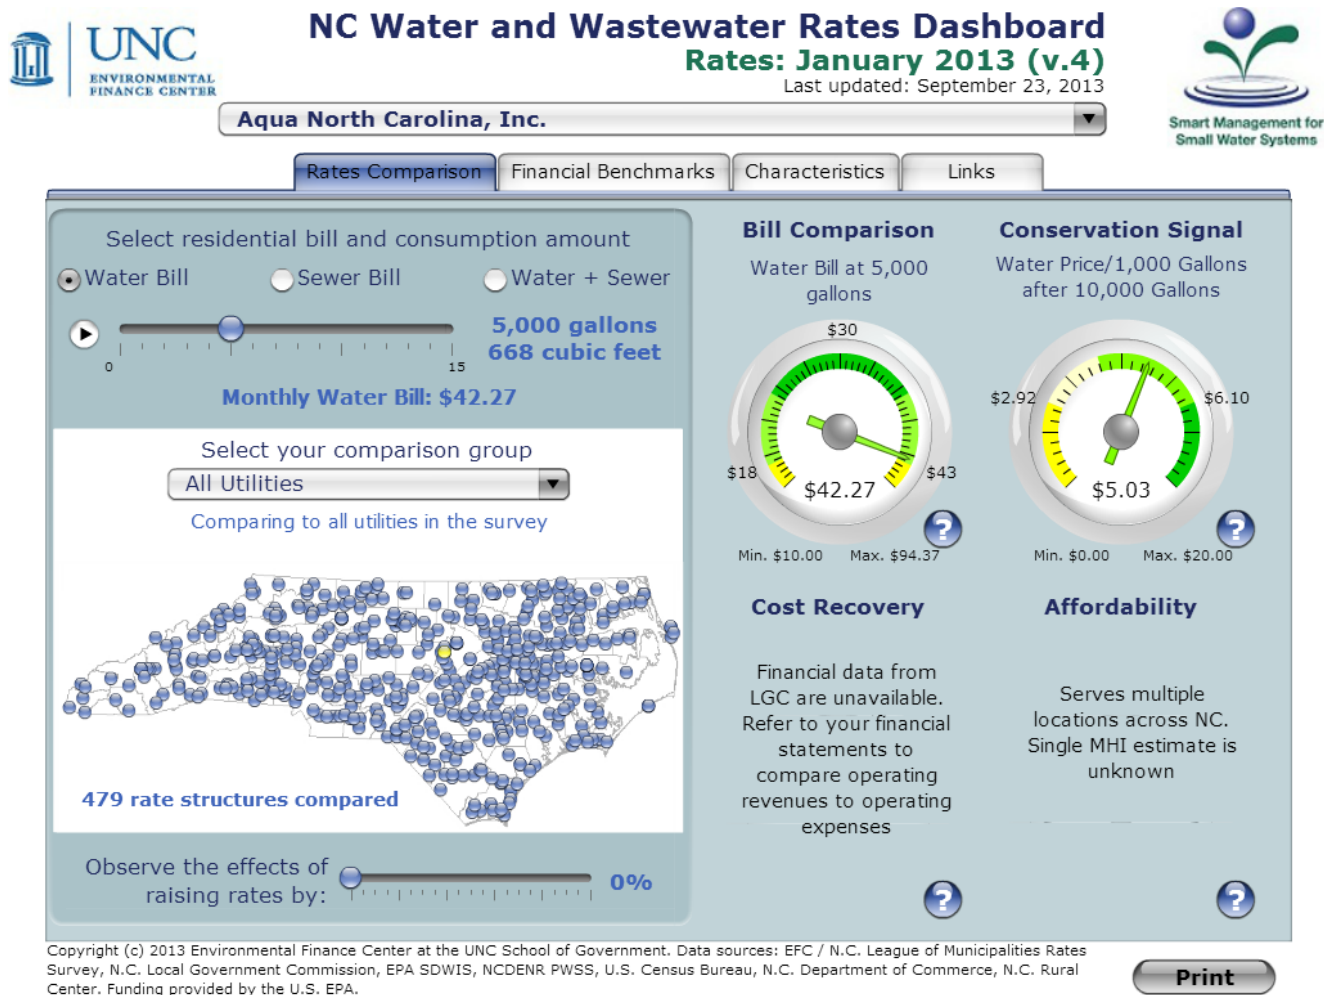 UNC
ENVIRONMENTAL
FINANCE CENTER
NC Water and Wastewater Rates Dashboard
Rates: January 2013 (v.4)
Last updated: September 23, 2013
Smart Management for
Small Water Systems
Aqua North Carolina, Inc.
Rates Comparison
Financial Benchmarks
Characteristics
Links
Select residential bill and consumption amount
Water Bill
Sewer Bill
Water + Sewer
5,000 gallons
668 cubic feet
0
15
Monthly Water Bill: $42.27
Select your comparison group
All Utilities
Comparing to all utilities in the survey
479 rate structures compared
Observe the effects of
raising rates by:
0%
Bill Comparison
Water Bill at 5,000
gallons
$30
$18
$43
$42.27
?
Min. $10.00
Max. $94.37
Conservation Signal
Water Price/1,000 Gallons
after 10,000 Gallons
$2.92
$6.10
$5.03
?
Min. $0.00
Max. $20.00
Cost Recovery
Financial data from
LGC are unavailable.
Refer to your financial
statements to
compare operating
revenues to operating
expenses
?
Affordability
Serves multiple
locations across NC.
Single MHI estimate is
unknown
?
Copyright (c) 2013 Environmental Finance Center at the UNC School of Government. Data sources: EFC / N.C. League of Municipalities Rates
Survey, N.C. Local Government Commission, EPA SDWIS, NCDENR PWSS, U.S. Census Bureau, N.C. Department of Commerce, N.C. Rural
Center. Funding provided by the U.S. EPA.
Print